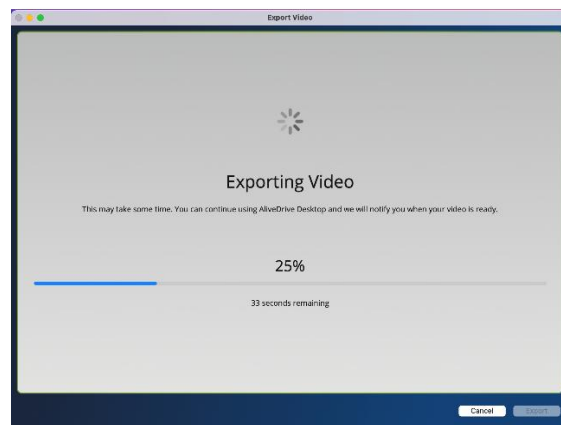 Export Video
Exporting Video
This may take some time. You can continue using AliveDrive Desktop and we will notify you when your video is ready.
25%
33 seconds remaining
Cancel
Export